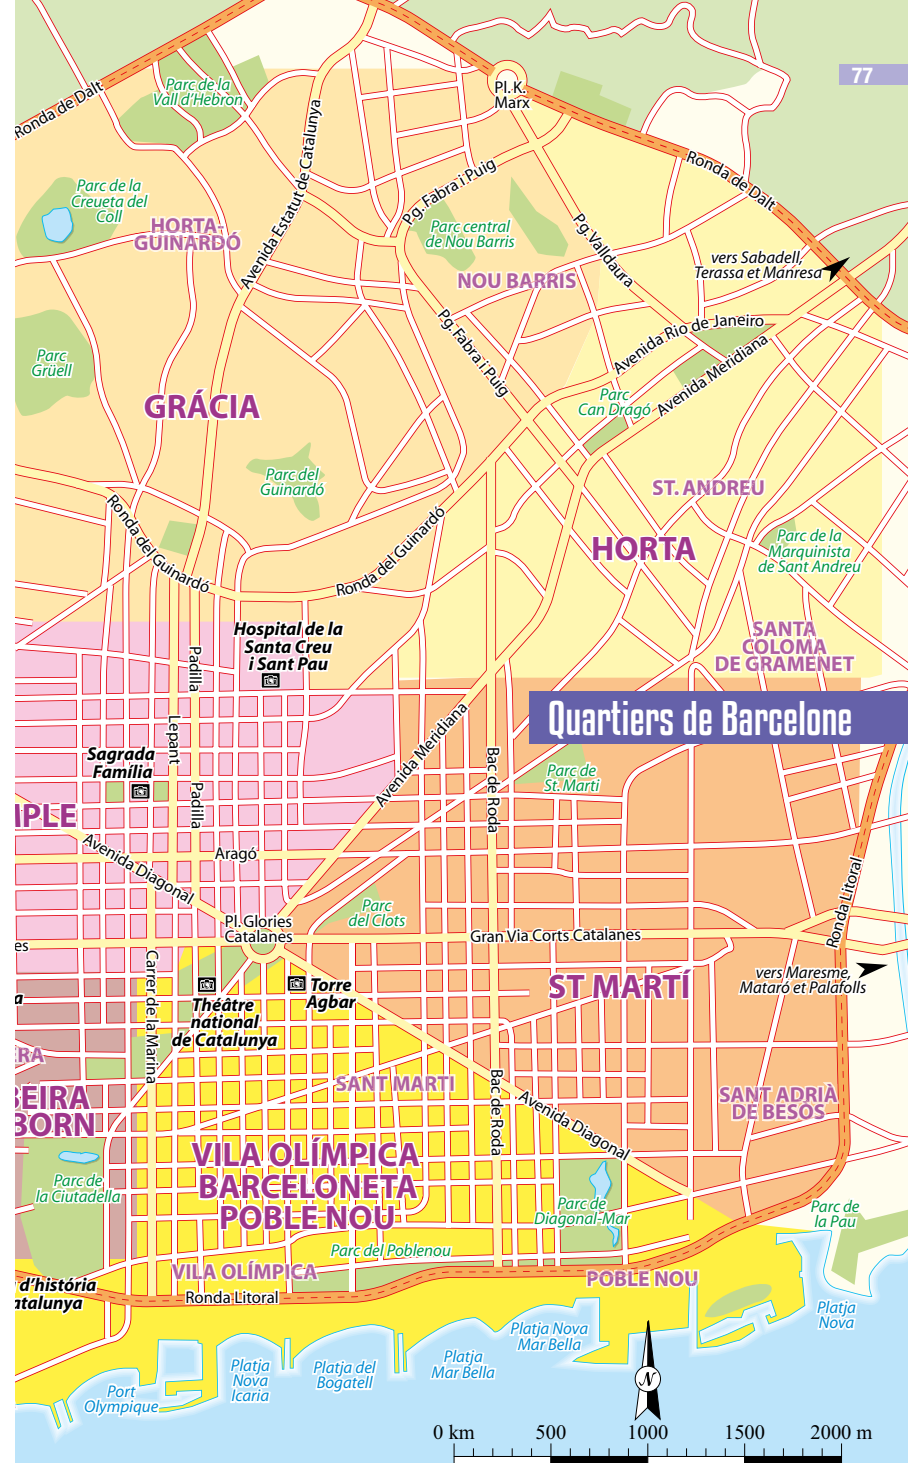 77
Pl. K.
Marx
Parc de la
Vall d'Hebron
Ronda de Dalt
Ronda de Dalt
Avenida Estatut de Catalunya
Parc de la
Creueta del
Coll
HORTA-
GUINARDÓ
Pg. Fabra i Puig
Parc central
de Nou Barris
Pg. Valldaura
NOU BARRIS
vers Sabadell,
Terassa et Manresa
Avenida Rio de Janeiro
Pg. Fabra i Puig
Avenida Meridiana
Parc
Grüell
Parc
Can Dragó
GRÁCIA
Parc del
Guinardó
ST. ANDREU
Ronda del Guinardó
Ronda del Guinardó
HORTA
Parc de la
Marquinista
de Sant Andreu
Hospital de la
Santa Creu
i Sant Pau
SANTA
COLOMA
DE GRAMENET
Padilla
Lepant
Quartiers de Barcelone
Sagrada
Família
Avenida Meridiana
Bac de Roda
Parc de
St. Marti
Padilla
IPLE
Avenida Diagonal
Aragó
Parc
del Clots
Ronda Litoral
Pl. Glories
Catalanes
Gran Via Corts Catalanes
es
Carrer de la Marina
vers Maresme,
Mataró et Palafolls
a
Torre
Agbar
ST MARTÍ
Théâtre
national
de Catalunya
ERA
BEIRA
BORN
SANT MARTI
Bac de Roda
Avenida Diagonal
SANT ADRIÀ
DE BESÒS
VILA OLÍMPICA
BARCELONETA
POBLE NOU
Parc de
la Ciutadella
Parc de
Diagonal-Mar
Parc de
la Pau
Parc del Poblenou
VILA OLÍMPICA
POBLE NOU
d'història
atalunya
Ronda Litoral
Platja
Nova
Platja Nova
Mar Bella
Platja
Mar Bella
Platja del
Bogatell
Platja
Nova
Icaria
Port
Olympique
N
0 km 500 1000 1500 2000 m